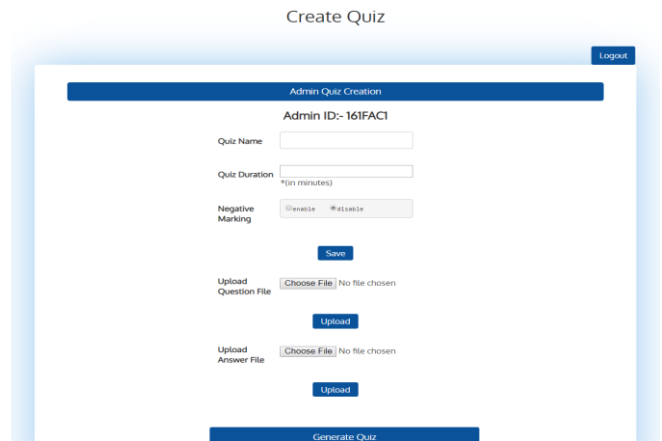 Create Quiz
Logout
Admin Quiz Creation
Admin ID:- 161FAC1
Quiz Name
Quiz Duration
*(in minutes)
Negative
Marking
enable disable
Save
Upload
Question File
Choose File No file chosen
Upload
Upload
Answer File
Choose File No file chosen
Upload
Generate Quiz